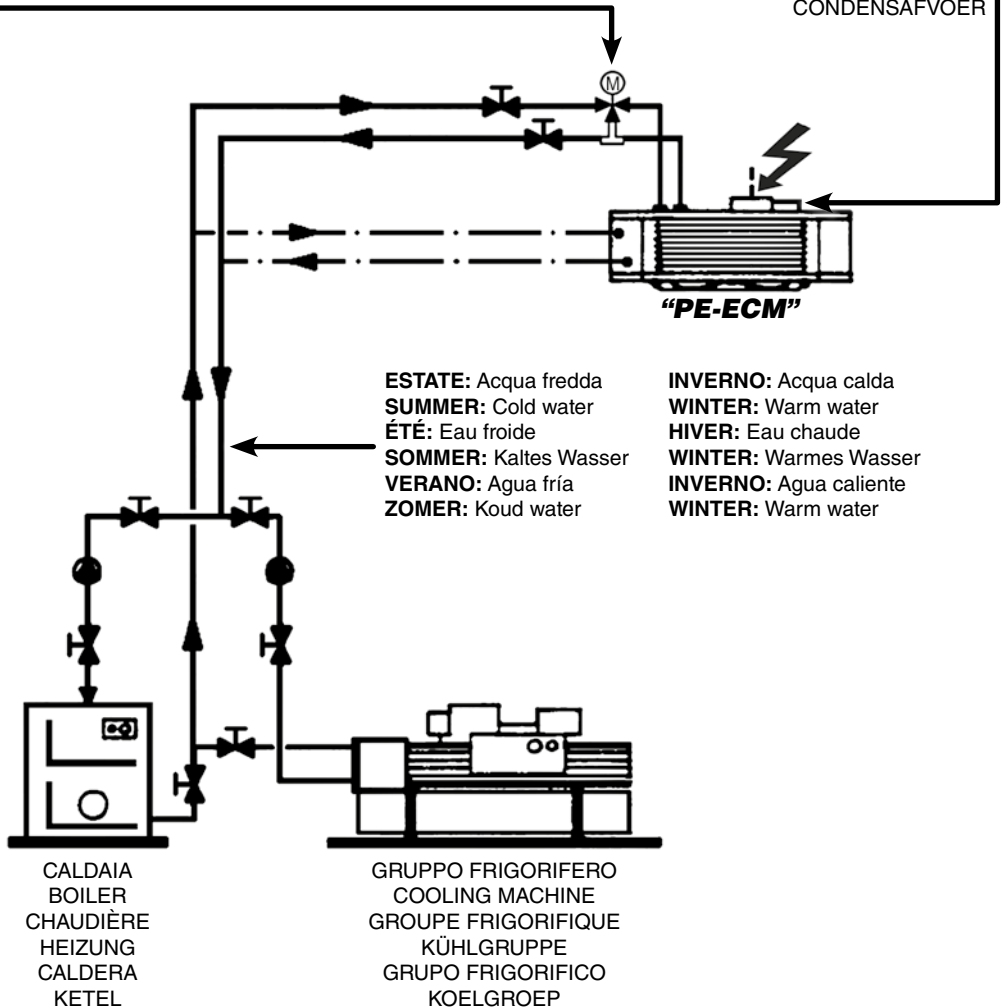 CONDENSAFVOER
M
“PE-ECM”
ESTATE: Acqua fredda
SUMMER: Cold water
ÉTÉ: Eau froide
SOMMER: Kaltes Wasser
VERANO: Agua fría
ZOMER: Koud water
INVERNO: Acqua calda
WINTER: Warm water
HIVER: Eau chaude
WINTER: Warmes Wasser
INVERNO: Agua caliente
WINTER: Warm water
CALDAIA
BOILER
CHAUDIÈRE
HEIZUNG
CALDERA
KETEL
GRUPPO FRIGORIFERO
COOLING MACHINE
GROUPE FRIGORIFIQUE
KÜHLGRUPPE
GRUPO FRIGORIFICO
KOELGROEP